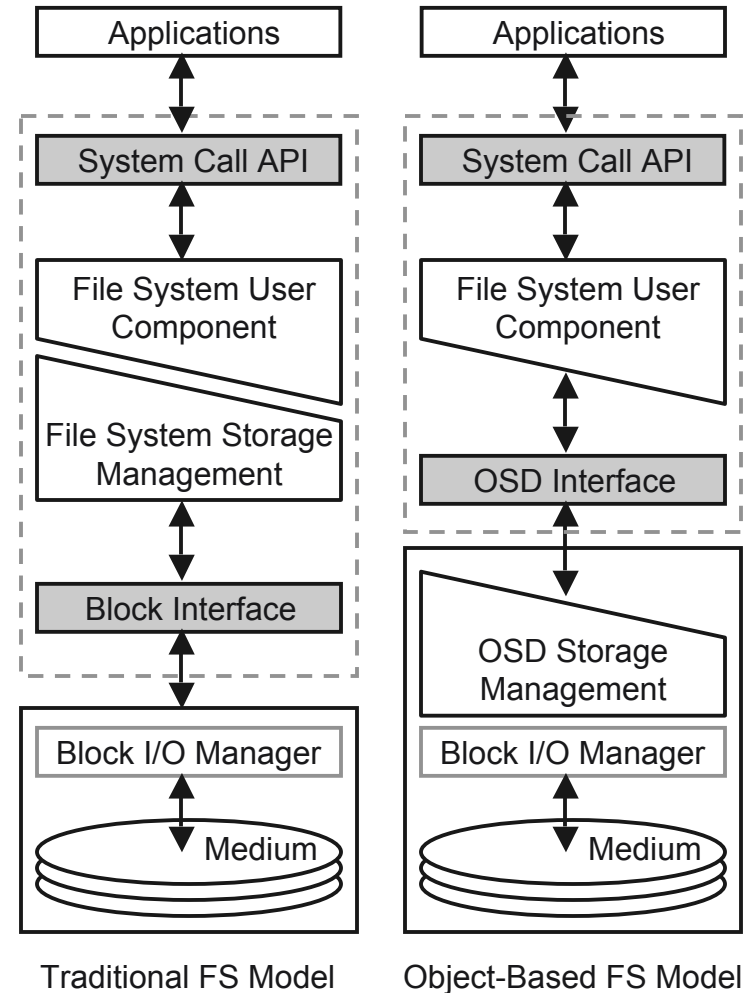 Applications
System Call API
File System User
Component
File System Storage
Management
Block Interface
Block I/O Manager
Medium
Traditional FS Model
Applications
System Call API
File System User
Component
OSD Interface
OSD Storage
Management
Block I/O Manager
Medium
Object-Based FS Model